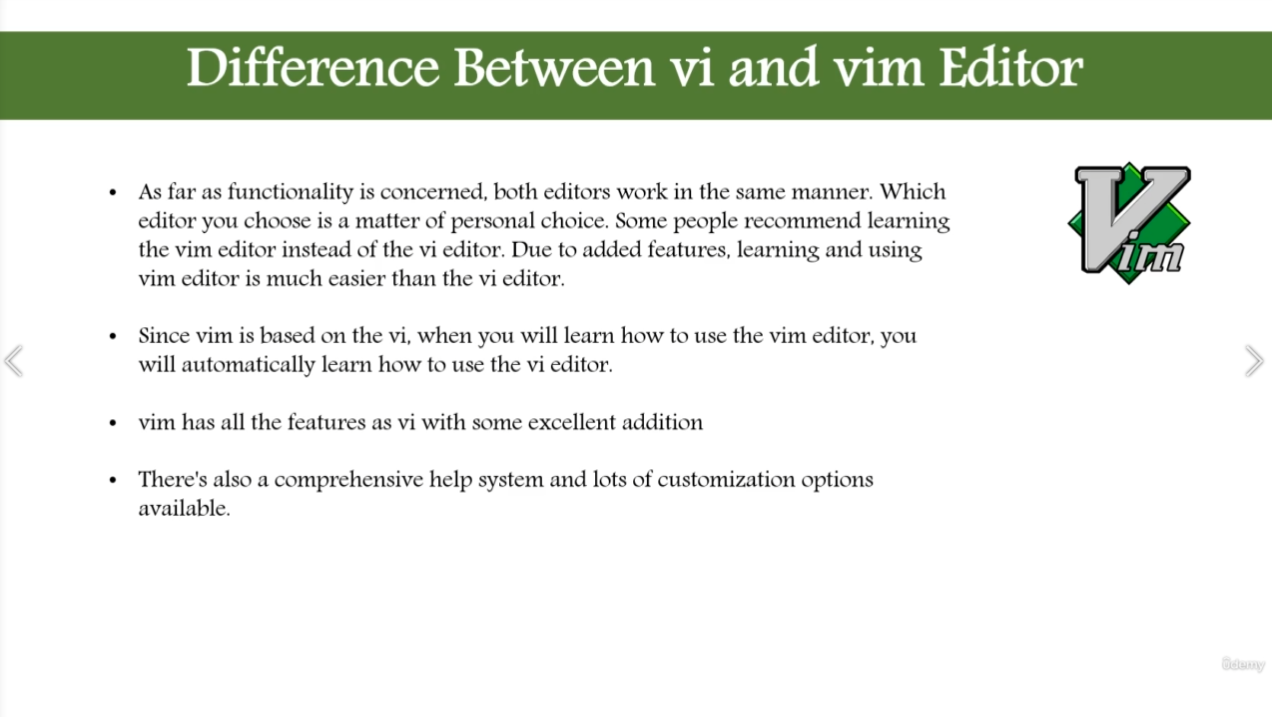 Difference Between vi and vim Editor
• As far as functionality is concerned, both editors work in the same manner. Which
editor you choose is a matter of personal choice. Some people recommend learning
the vim editor instead of the vi editor. Due to added features, learning and using
vim editor is much easier than the vi editor.
• Since vim is based on the vi, when you will learn how to use the vim editor, you
will automatically learn how to use the vi editor.
• vim has all the features as vi with some excellent addition
• There's also a comprehensive help system and lots of customization options
available.
Vim
ûdemy